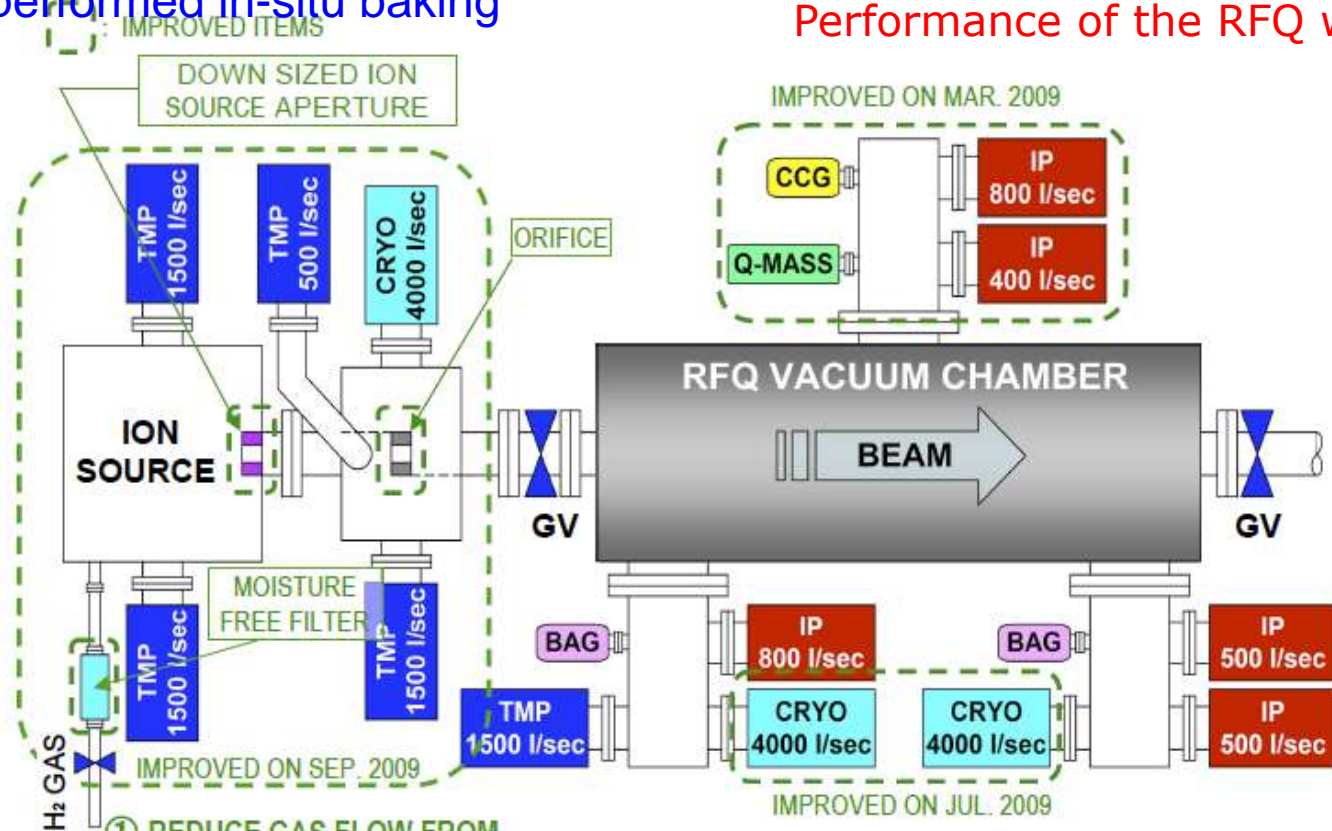 performed in-situ baking
Performance of the RFQ
: IMPROVED ITEMS
DOWN SIZED ION
SOURCE APERTURE
IMPROVED ON MAR. 2009
TMP
1500 l/sec
TMP
500 l/sec
CRYO
4000 l/sec
ORIFICE
CCG
Q-MASS
IP
800 l/sec
IP
400 l/sec
ION
SOURCE
GV
RFQ VACUUM CHAMBER
BEAM
GV
MOISTURE
FREE FILTER
TMP
1500 l/sec
TMP
1500 l/sec
H₂ GAS
IMPROVED ON SEP. 2009
BAG
IP
800 l/sec
TMP
1500 l/sec
CRYO
4000 l/sec
BAG
IP
500 l/sec
CRYO
4000 l/sec
IP
500 l/sec
IMPROVED ON JUL. 2009
① REDUCE GAS FLOW FROM